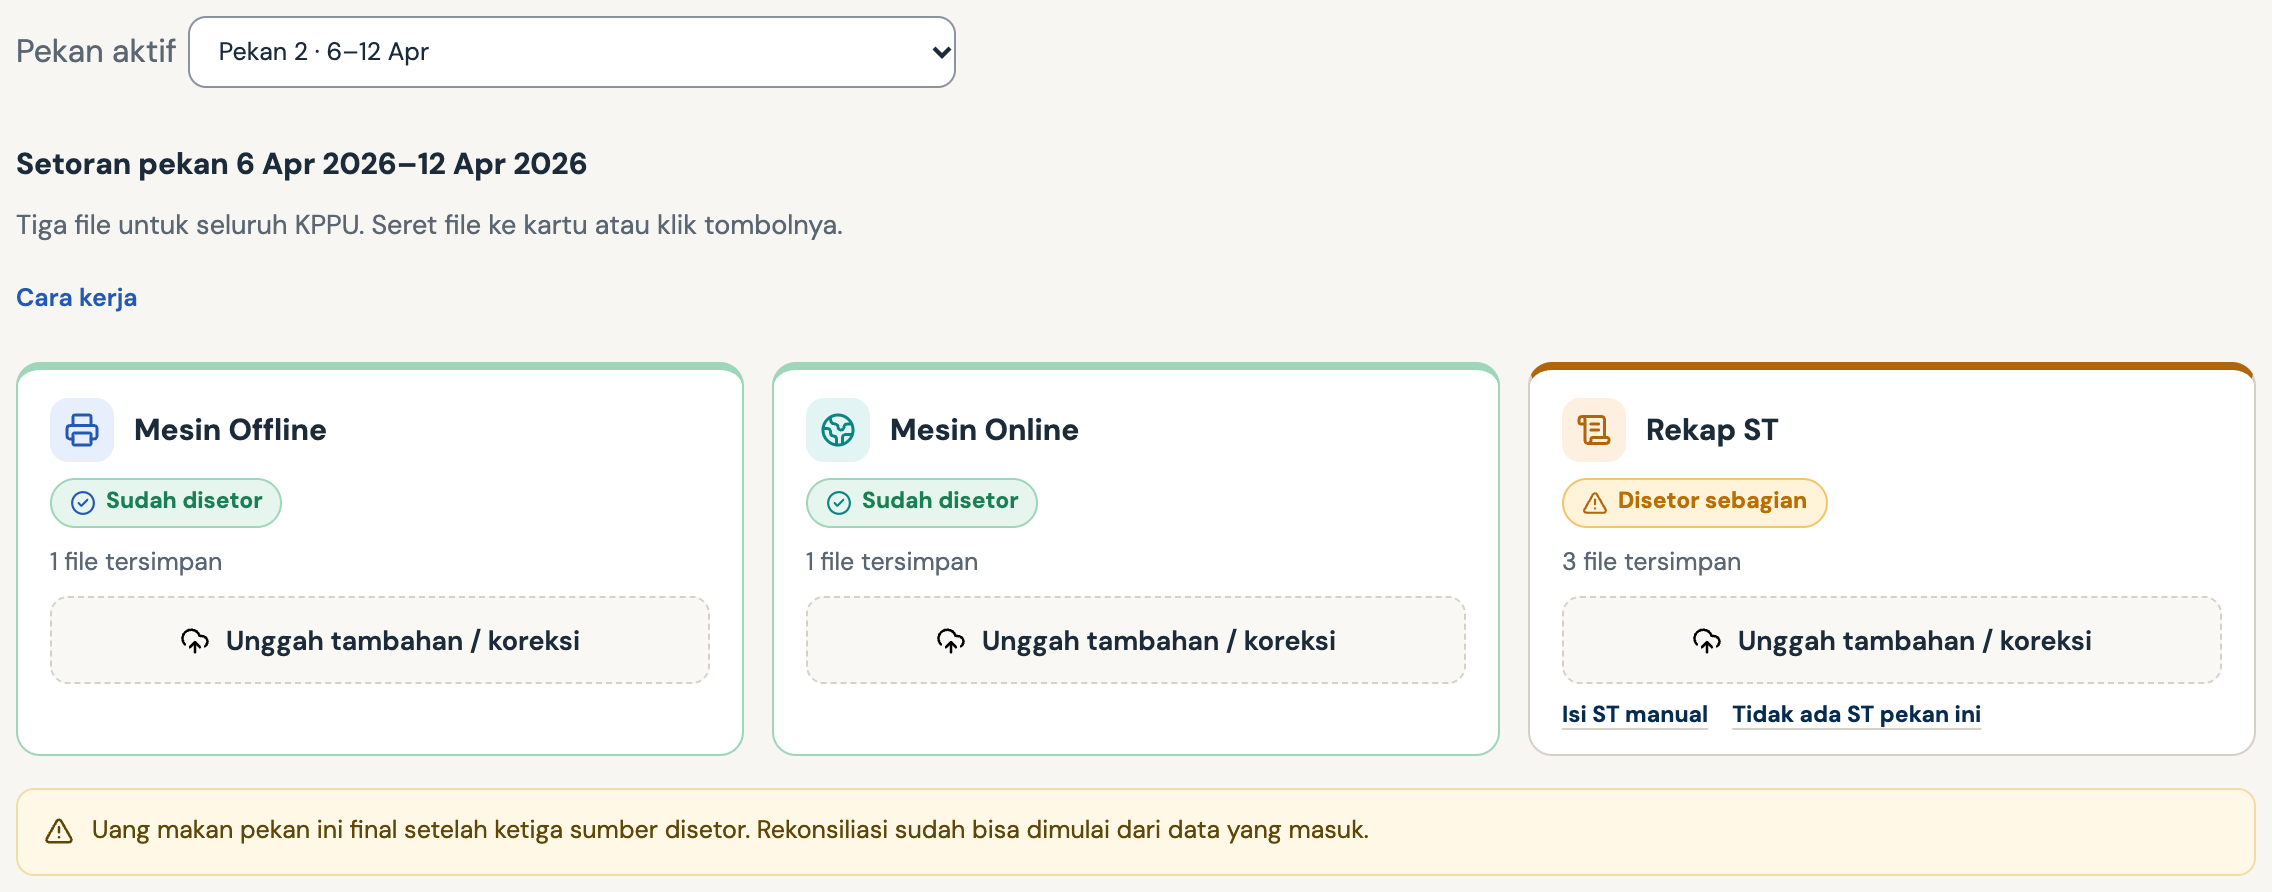 Pekan aktif
Pekan 2 · 6–12 Apr
Setoran pekan 6 Apr 2026–12 Apr 2026
Tiga file untuk seluruh KPPU. Seret file ke kartu atau klik tombolnya.
Cara kerja
Mesin Offline
Sudah disetor
1 file tersimpan
Unggah tambahan / koreksi
Mesin Online
Sudah disetor
1 file tersimpan
Unggah tambahan / koreksi
Rekap ST
Disetor sebagian
3 file tersimpan
Unggah tambahan / koreksi
Isi ST manual
Tidak ada ST pekan ini
Uang makan pekan ini final setelah ketiga sumber disetor. Rekonsiliasi sudah bisa dimulai dari data yang masuk.